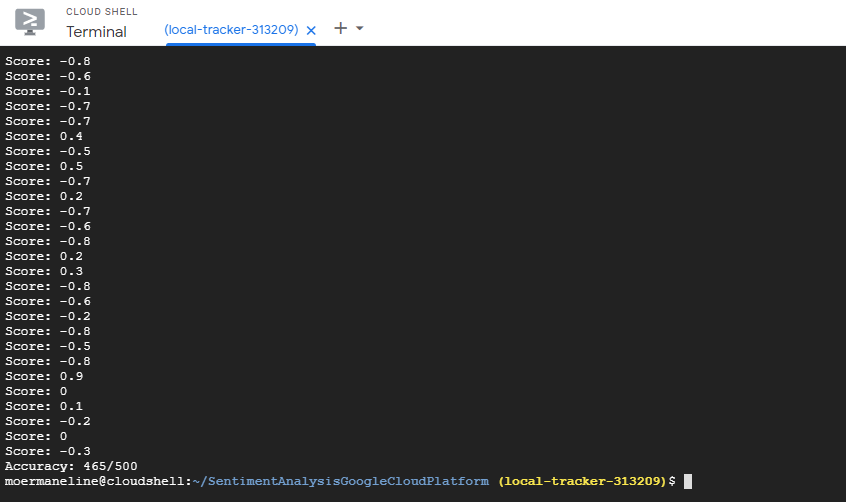 CLOUD SHELL
Terminal
(local-tracker-313209)
Score: -0.8
Score: -0.6
Score: -0.1
Score: -0.7
Score: -0.7
Score: 0.4
Score: -0.5
Score: 0.5
Score: -0.7
Score: 0.2
Score: -0.7
Score: -0.6
Score: -0.8
Score: 0.2
Score: 0.3
Score: -0.8
Score: -0.6
Score: -0.2
Score: -0.8
Score: -0.5
Score: -0.8
Score: 0.9
Score: 0
Score: 0.1
Score: -0.2
Score: 0
Score: -0.3
Accuracy: 465/500
moermaneline@cloudshell:~/SentimentAnalysisGoogleCloudPlatform (local-tracker-313209)$